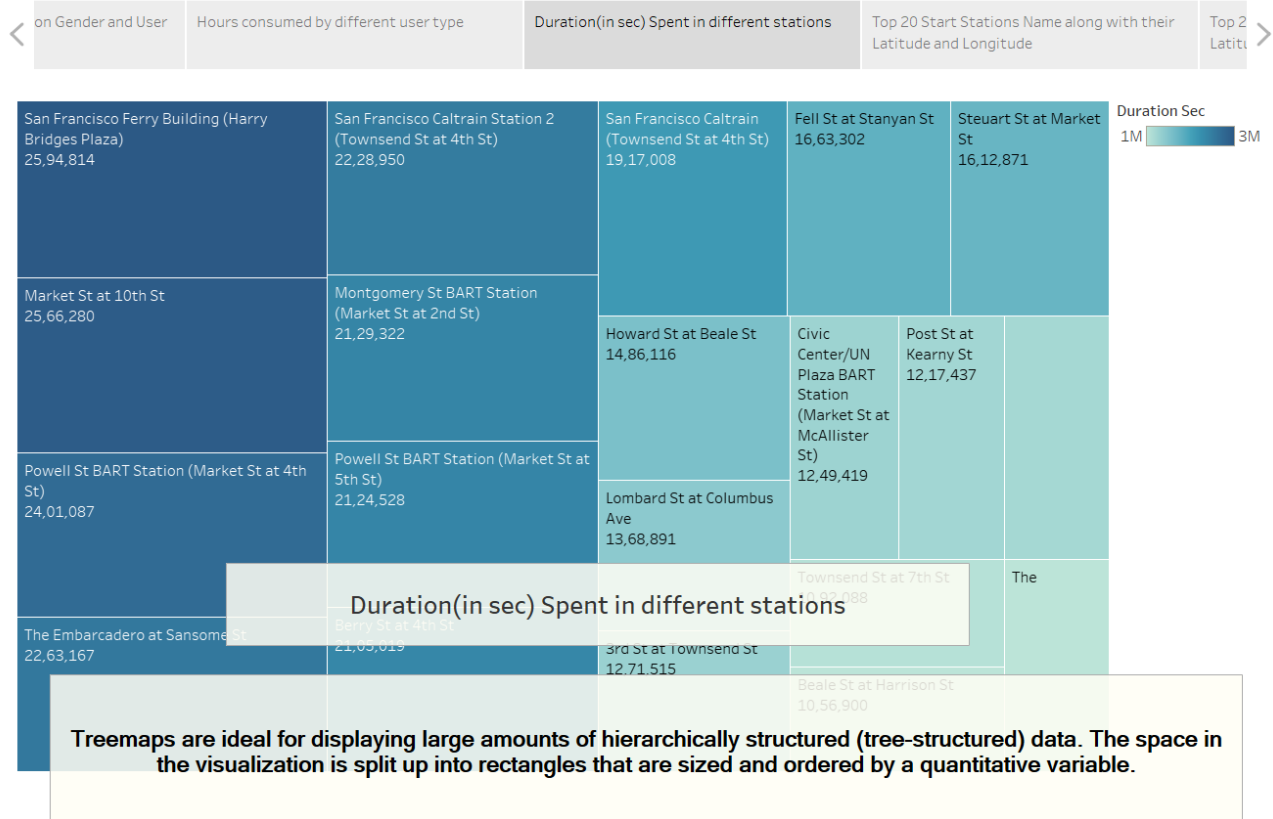 on Gender and User
Hours consumed by different user type
Duration(in sec) Spent in different stations
Top 20 Start Stations Name along with their
Latitude and Longitude
Top 2
Latitu
San Francisco Ferry Building (Harry
Bridges Plaza)
25,94,814
Market St at 10th St
25,66,280
Powell St BART Station (Market St at 4th
St)
24,01,087
The Embarcadero at Sansome St
22,63,167
San Francisco Caltrain Station 2
(Townsend St at 4th St)
22,28,950
Montgomery St BART Station
(Market St at 2nd St)
21,29,322
Powell St BART Station (Market St at
5th St)
21,24,528
Berry St at 4th St
21,05,019
San Francisco Caltrain
(Townsend St at 4th St)
19,17,008
Fell St at Stanyan St
16,63,302
Steuart St at Market
St
16,12,871
Howard St at Beale St
14,86,116
Lombard St at Columbus
Ave
13,68,891
3rd St at Townsend St
12,71,515
Civic
Center/UN
Plaza BART
Station
(Market St at
McAllister
St)
12,49,419
Post St at
Kearny St
12,17,437
Townsend St at 7th St
10,92,088
The
Beale St at Harrison St
10,56,900
Duration Sec
1M
3M
Duration(in sec) Spent in different stations
Treemaps are ideal for displaying large amounts of hierarchically structured (tree-structured) data. The space in
the visualization is split up into rectangles that are sized and ordered by a quantitative variable.